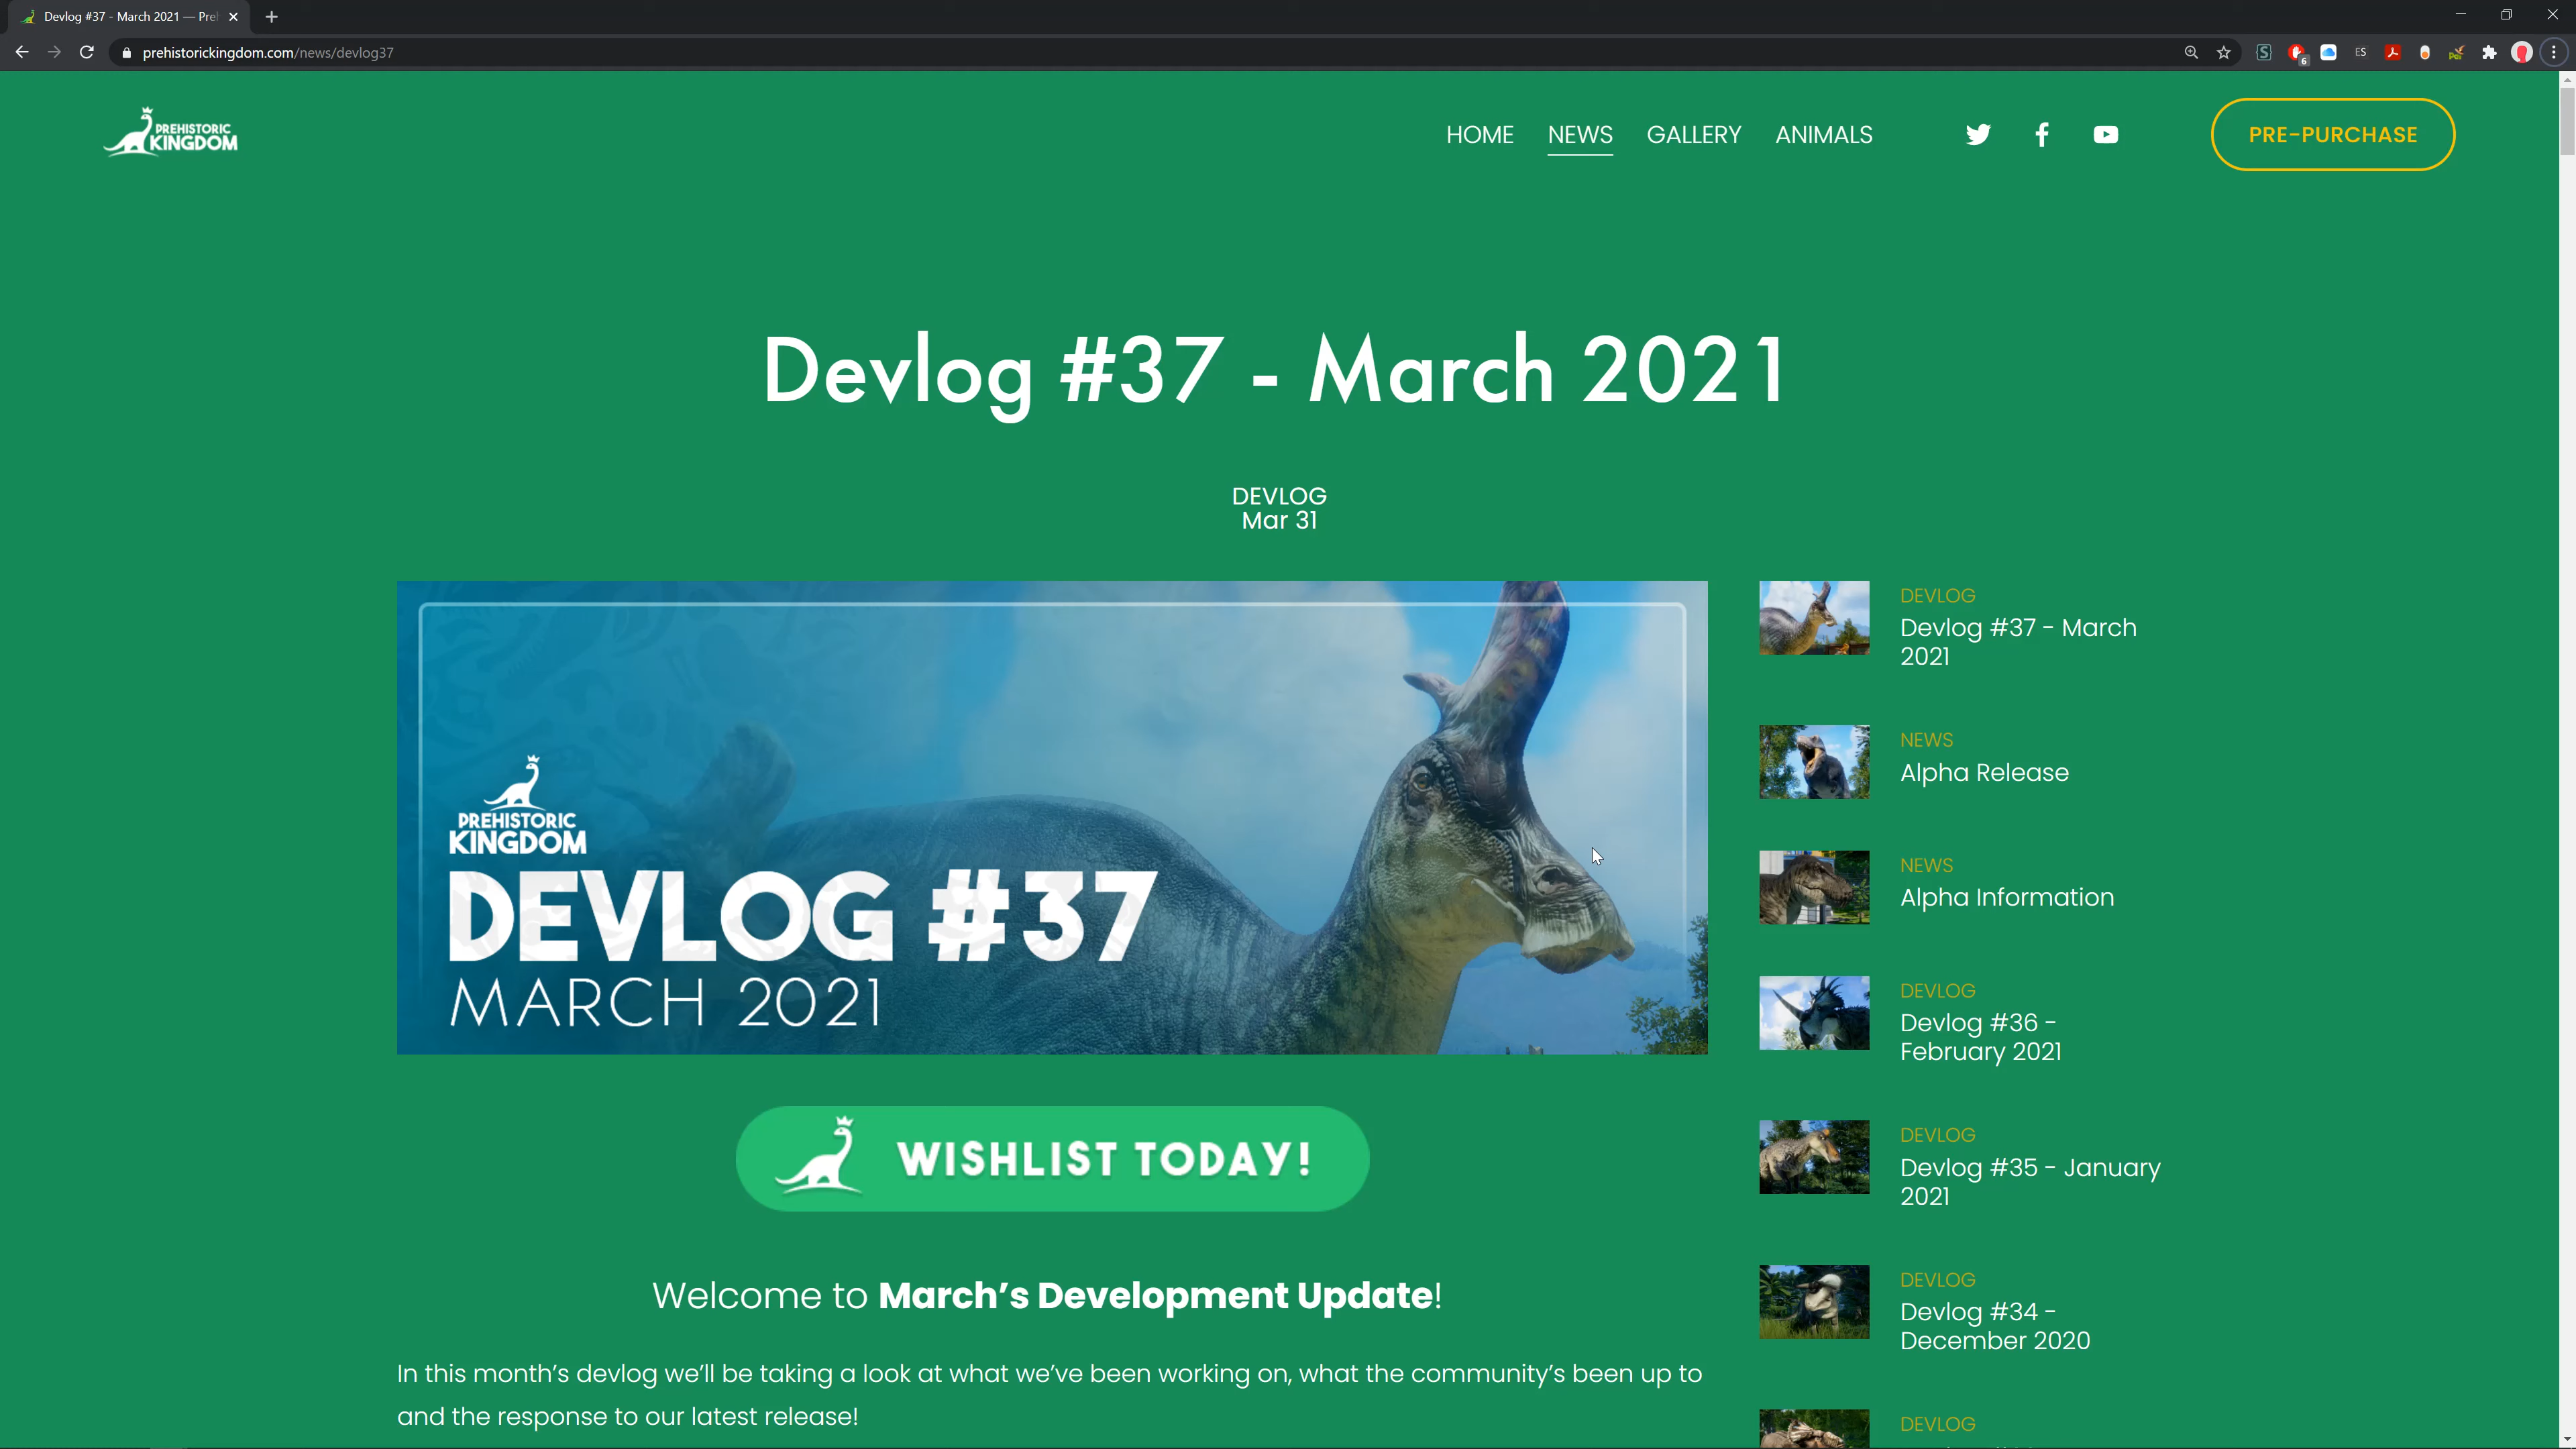 Devlog #37 - March 2021 — Pre
prehistorickingdom.com/news/devlog37
6
ES
PREHISTORIC
KINGDOM
HOME NEWS GALLERY ANIMALS
PRE-PURCHASE
Devlog #37 - March 2021
DEVLOG
Mar 31
PREHISTORIC
KINGDOM
DEVLOG #37
MARCH 2021
WISHLIST TODAY!
Welcome to March’s Development Update!
In this month’s devlog we’ll be taking a look at what we’ve been working on, what the community’s been up to
and the response to our latest release!
DEVLOG
Devlog #37 - March
2021
NEWS
Alpha Release
NEWS
Alpha Information
DEVLOG
Devlog #36 -
February 2021
DEVLOG
Devlog #35 - January
2021
DEVLOG
Devlog #34 -
December 2020
DEVLOG